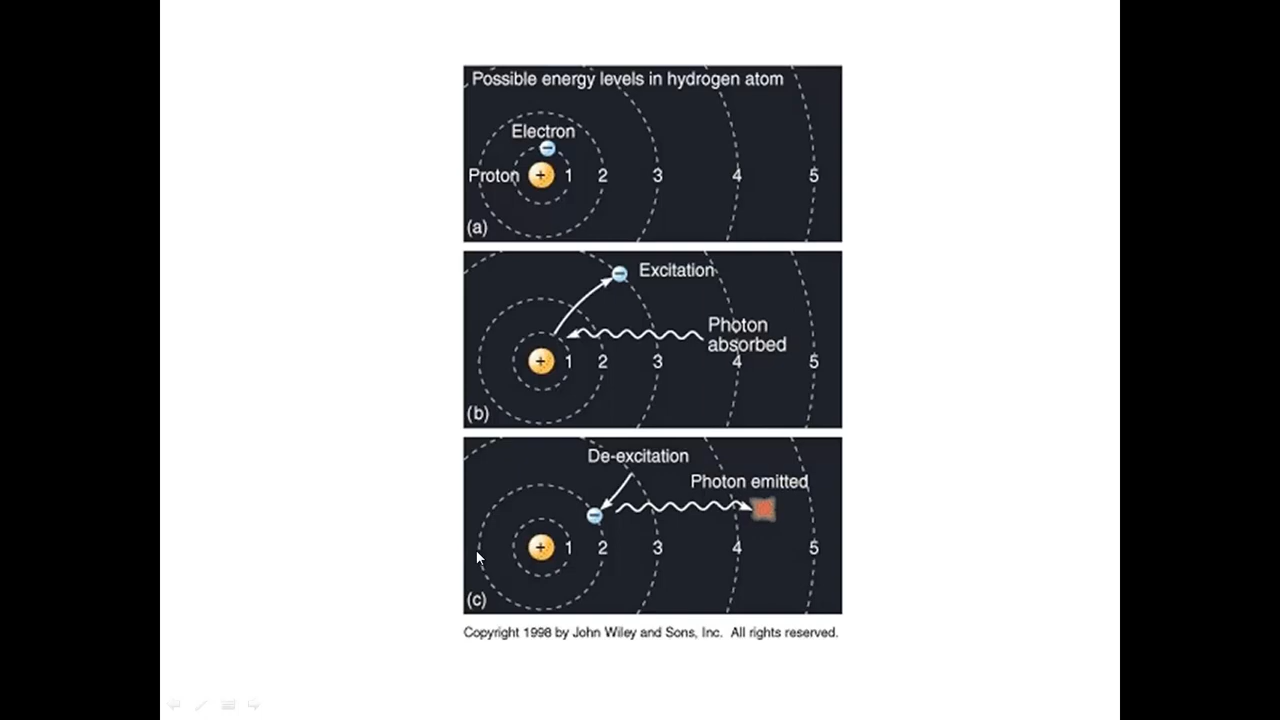 Possible energy levels in hydrogen atom
Electron
−
Proton + 1 2 3 4 5
(a)
− Excitation
Photon
absorbed
+ 1 2 3 4 5
(b)
De-excitation
Photon emitted
−
+ 1 2 3 4 5
(c)
Copyright 1998 by John Wiley and Sons, Inc. All rights reserved.